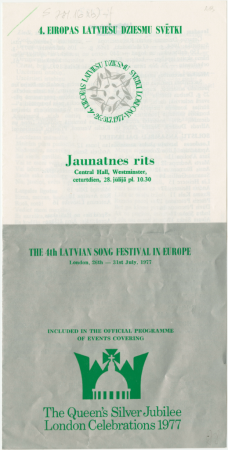 4. EIROPAS LATVIEŠU DZIESMU SVĒTKI
Jaunatnes rīts
Central Hall, Westminster,
ceturtdien, 28. jūlijā pl. 10.30
THE 4th LATVIAN SONG FESTIVAL IN EUROPE
London, 25th — 31st July, 1977
INCLUDED IN THE OFFICIAL PROGRAMME
OF EVENTS COVERING
The Queen's Silver Jubilee
London Celebrations 1977